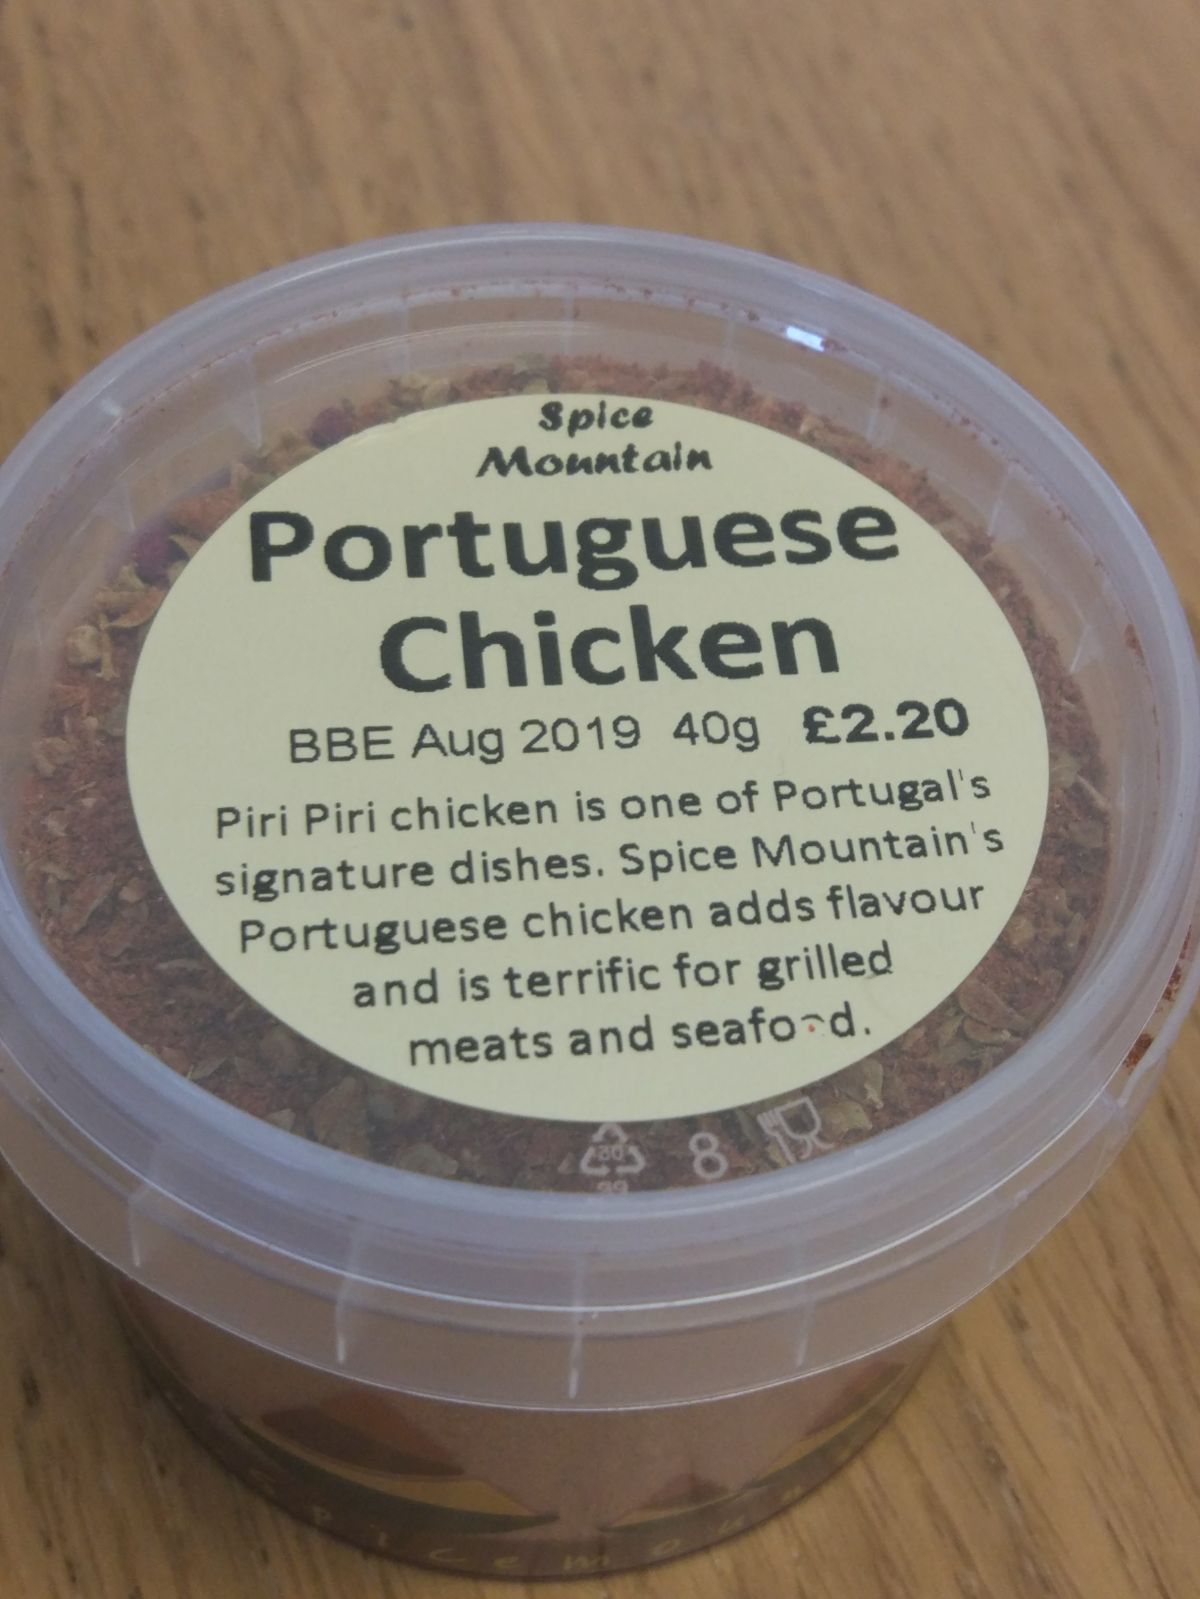 Spice
Mountain
Portuguese
Chicken
BBE Aug 2019 40g £2.20
Piri Piri chicken is one of Portugal's
signature dishes. Spice Mountain's
Portuguese chicken adds flavour
and is terrific for grilled
meats and seafood.
8